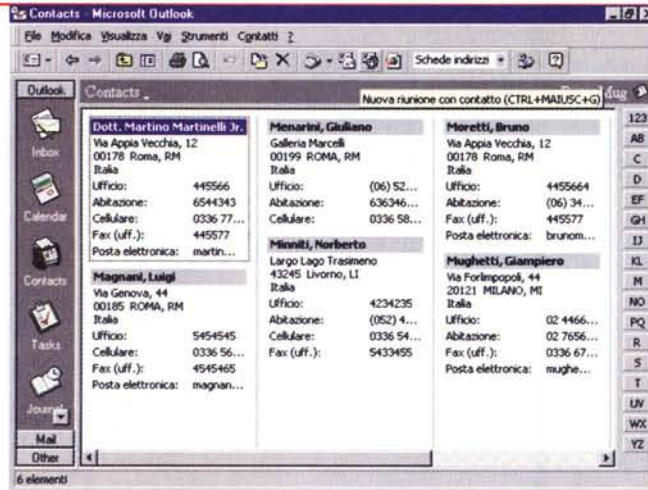 Contacts - Microsoft Outlook
File Modifica Visualizza Vai Strumenti Contatti ?
Schede indirizzi
Outlook
Contacts
Nuova riunione con contatto (CTRL+MAIUSC+G)
Inbox
Calendar
Contacts
Tasks
Journal
Mail
Other
Dott. Martino Martinelli Jr.
Via Appia Vecchia, 12
00178 Roma, RM
Italia
Ufficio: 445566
Abitazione: 6544343
Cellulare: 0336 77...
Fax (uff.): 445577
Posta elettronica: martin...
Magnani, Luigi
Via Genova, 44
00185 ROMA, RM
Italia
Ufficio: 5454545
Cellulare: 0336 56...
Fax (uff.): 4545465
Posta elettronica: magnan...
Menarini, Giuliano
Galleria Marcelli
00199 ROMA, RM
Italia
Ufficio: (06) 52...
Abitazione: 636346...
Cellulare: 0336 58...
Minniti, Norberto
Largo Lago Trasimeno
43245 Livorno, LI
Italia
Ufficio: 4234235
Abitazione: (052) 4...
Cellulare: 0336 54...
Fax (uff.): 5433455
Moretti, Bruno
Via Appia Vecchia, 12
00178 Roma, RM
Italia
Ufficio: 4455664
Abitazione: (06) 34...
Fax (uff.): 445577
Posta elettronica: brunom...
Mughetti, Giampiero
Via Forlimpopoli, 44
20121 MILANO, MI
Italia
Ufficio: 02 4466...
Abitazione: 02 7656...
Cellulare: 0336 67...
Posta elettronica: mughe...
123
AB
C
D
EF
GH
IJ
KL
M
NO
PQ
R
S
T
UV
WX
YZ
6 elementi